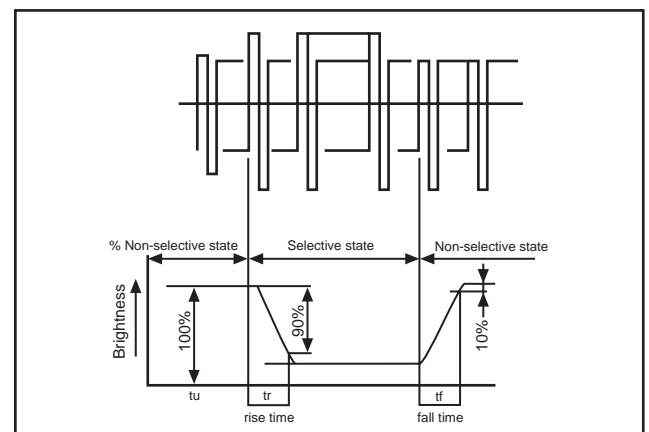 % Non-selective state
Selective state
Non-selective state
Brightness
100%
90%
10%
tu
tr
tf
rise time
fall time